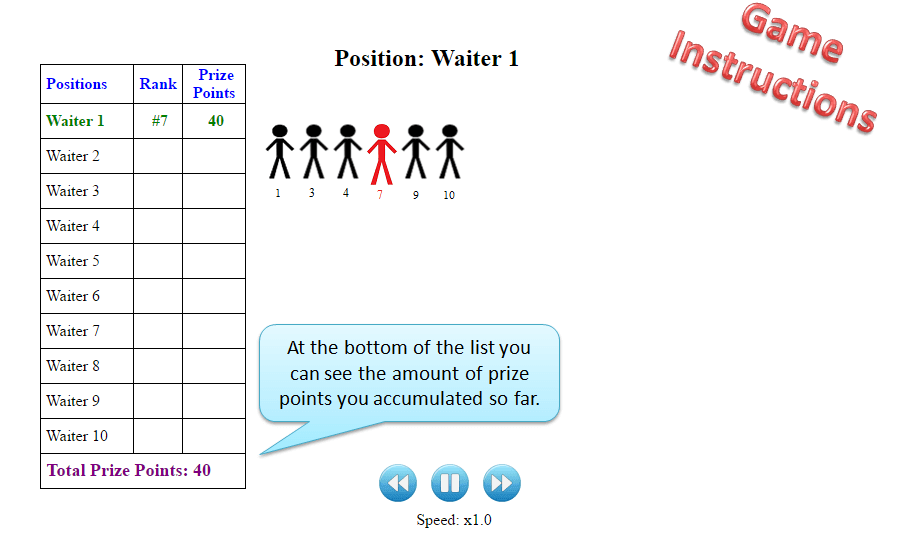 Game
Instructions
Position: Waiter 1
Positions Rank Prize Points
Waiter 1 #7 40
Waiter 2
Waiter 3
Waiter 4
Waiter 5
Waiter 6
Waiter 7
Waiter 8
Waiter 9
Waiter 10
Total Prize Points: 40
1 3 4 7 9 10
At the bottom of the list you
can see the amount of prize
points you accumulated so far.
Speed: x1.0